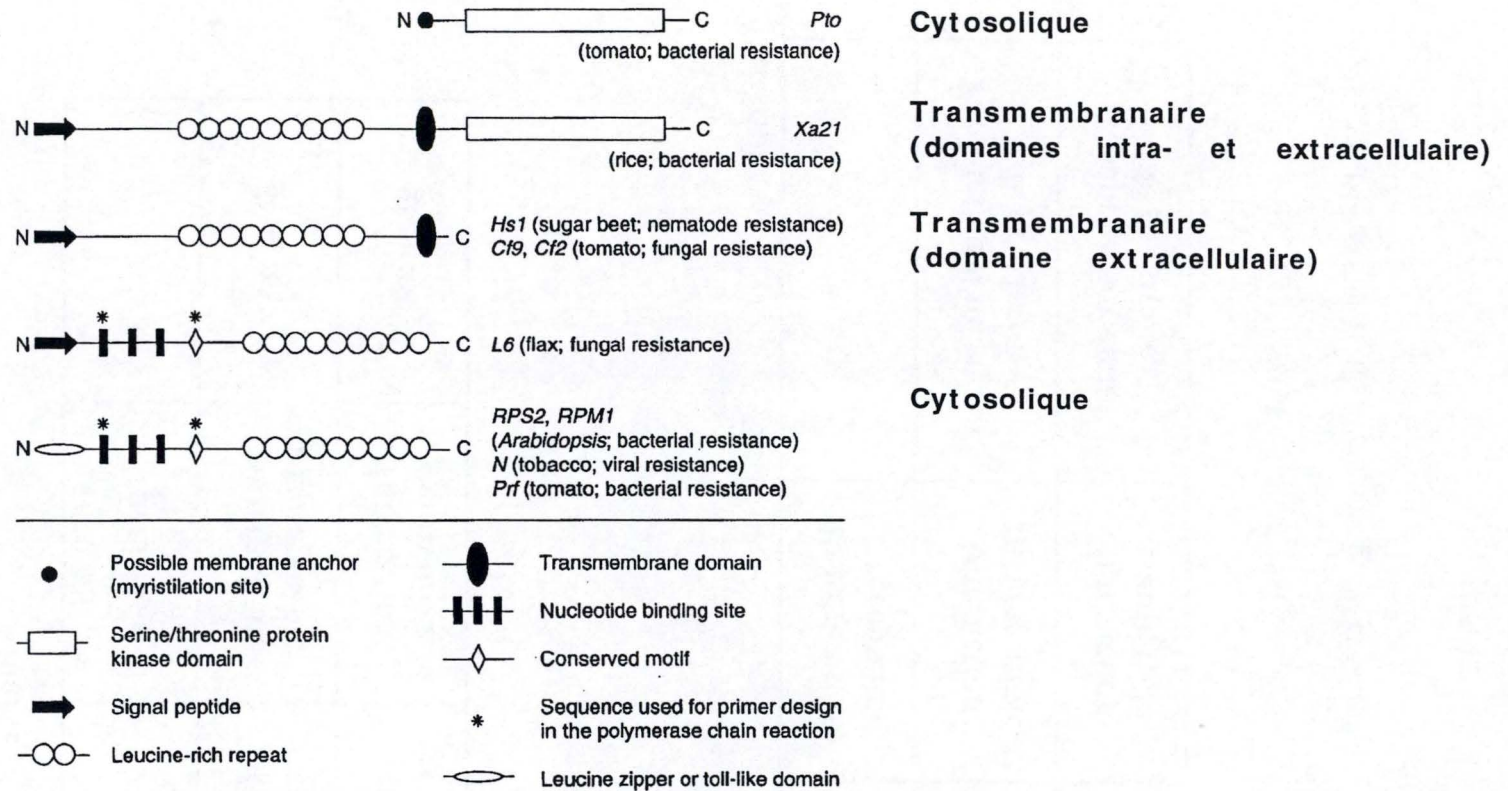 N C Pto Cytosolique
(tomato; bacterial resistance)
N C Xa21 Transmembranaire
(domaines intra- et extracellulaire)
(rice; bacterial resistance)
N C Hs1 (sugar beet; nematode resistance) Transmembranaire
Cf9, Cf2 (tomato; fungal resistance) (domaine extracellulaire)
* *
N C L6 (flax; fungal resistance)
Cytosolique
RPS2, RPM1
* *
N C (Arabidopsis; bacterial resistance)
N (tobacco; viral resistance)
Prf (tomato; bacterial resistance)
Possible membrane anchor
(myristilation site)
Serine/threonine protein
kinase domain
Signal peptide
Leucine-rich repeat
Transmembrane domain
Nucleotide binding site
Conserved motif
* Sequence used for primer design
in the polymerase chain reaction
Leucine zipper or toll-like domain